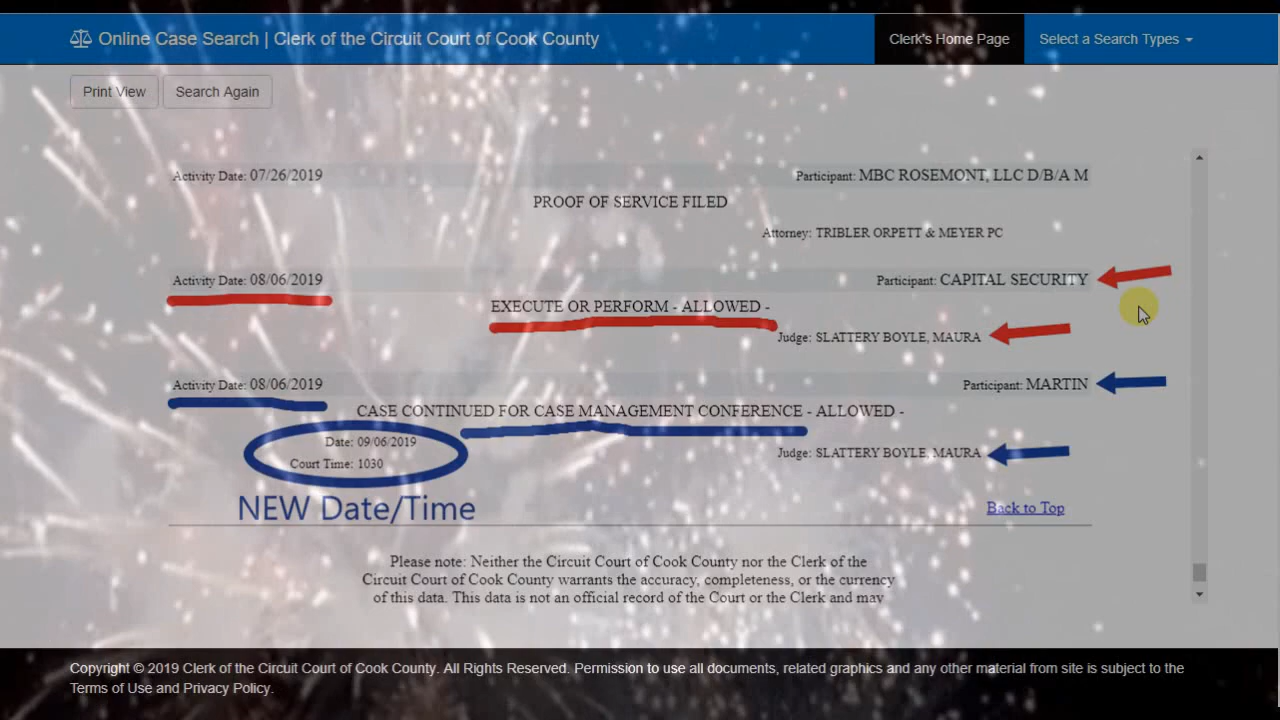 Online Case Search | Clerk of the Circuit Court of Cook County
Clerk's Home Page
Select a Search Types
Print View
Search Again
Activity Date: 07/26/2019
Participant: MBC ROSEMONT, LLC D/B/A M
PROOF OF SERVICE FILED
Attorney: TRIBLER ORPETT & MEYER PC
Activity Date: 08/06/2019
Participant: CAPITAL SECURITY
EXECUTE OR PERFORM - ALLOWED -
Judge: SLATTERY BOYLE, MAURA
Activity Date: 08/06/2019
Participant: MARTIN
CASE CONTINUED FOR CASE MANAGEMENT CONFERENCE - ALLOWED -
Date: 09/06/2019
Court Time: 1030
Judge: SLATTERY BOYLE, MAURA
NEW Date/Time
Back to Top
Please note: Neither the Circuit Court of Cook County nor the Clerk of the
Circuit Court of Cook County warrants the accuracy, completeness, or the currency
of this data. This data is not an official record of the Court or the Clerk and may
Copyright © 2019 Clerk of the Circuit Court of Cook County. All Rights Reserved. Permission to use all documents, related graphics and any other material from site is subject to the
Terms of Use and Privacy Policy.